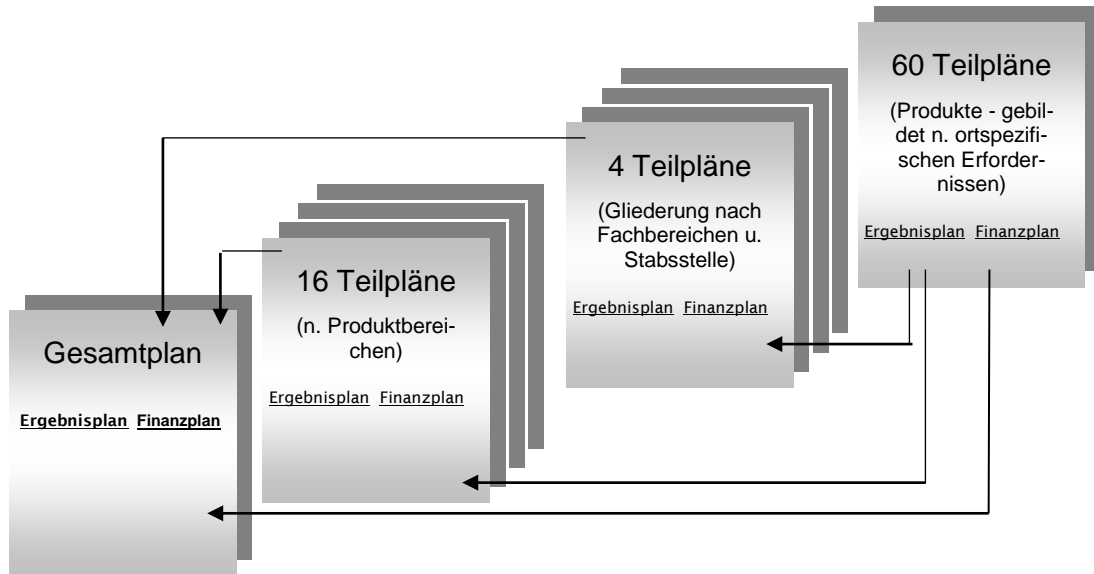 Gesamtplan
Ergebnisplan Finanzplan
16 Teilpläne
(n. Produktberei-
chen)
Ergebnisplan Finanzplan
4 Teilpläne
(Gliederung nach
Fachbereichen u.
Stabsstelle)
Ergebnisplan Finanzplan
60 Teilpläne
(Produkte - gebil-
det n. ortspezifi-
schen Erforder-
nissen)
Ergebnisplan Finanzplan